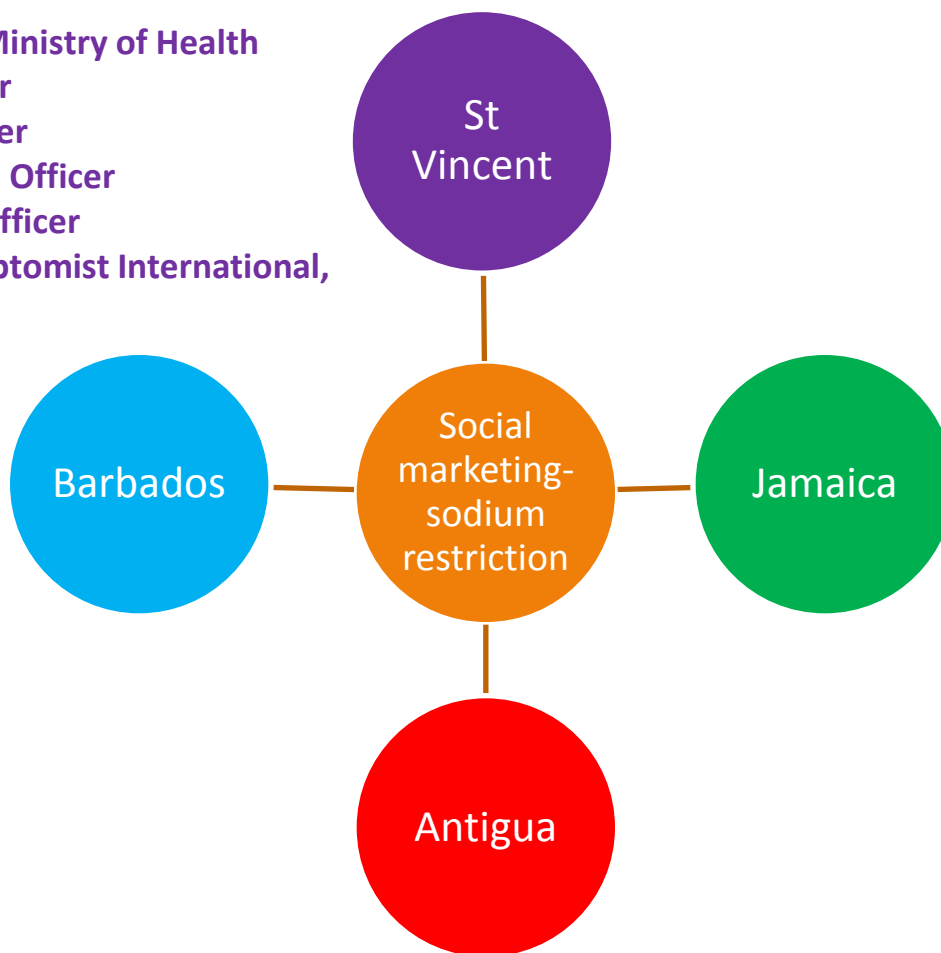 Ministry of Health
er
Officer
fficer
ptomist International,
St
Vincent
Barbados
Social
marketing-
sodium
restriction
Jamaica
Antigua